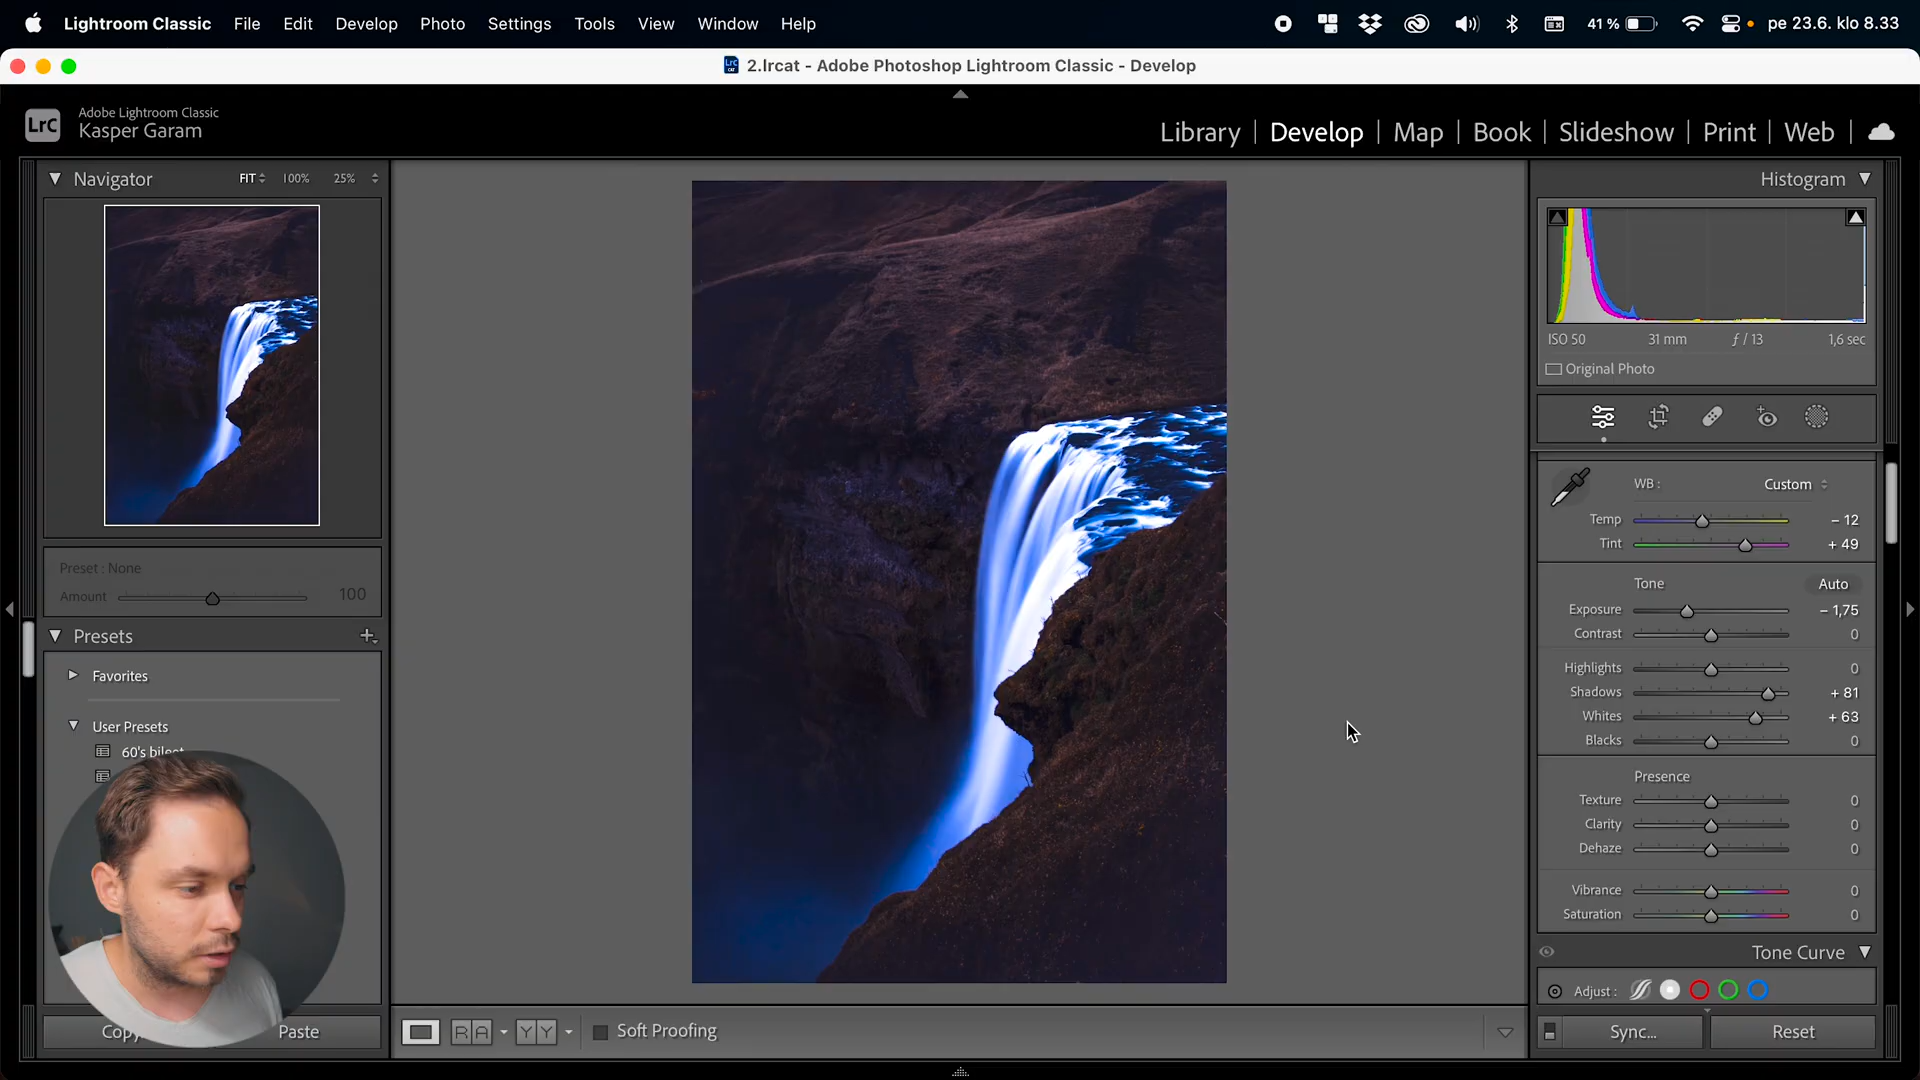 Lightroom Classic File Edit Develop Photo Settings Tools View Window Help 41 % pe 23.6. klo 8.33
2.lrcat - Adobe Photoshop Lightroom Classic - Develop
LrC Adobe Lightroom Classic
Kasper Garam
Library | Develop | Map | Book | Slideshow | Print | Web
Navigator FIT 100% 25%
Histogram
ISO 50 31 mm ƒ / 13 1,6 sec
Original Photo
WB : Custom
Temp − 12
Tint + 49
Tone Auto
Exposure − 1,75
Contrast 0
Highlights 0
Shadows + 81
Whites + 63
Blacks 0
Presence
Texture 0
Clarity 0
Dehaze 0
Vibrance 0
Saturation 0
Tone Curve
Adjust :
Preset : None
Amount 100
Presets
Favorites
User Presets
60's
Paste
R A Y Y Soft Proofing
Sync... Reset